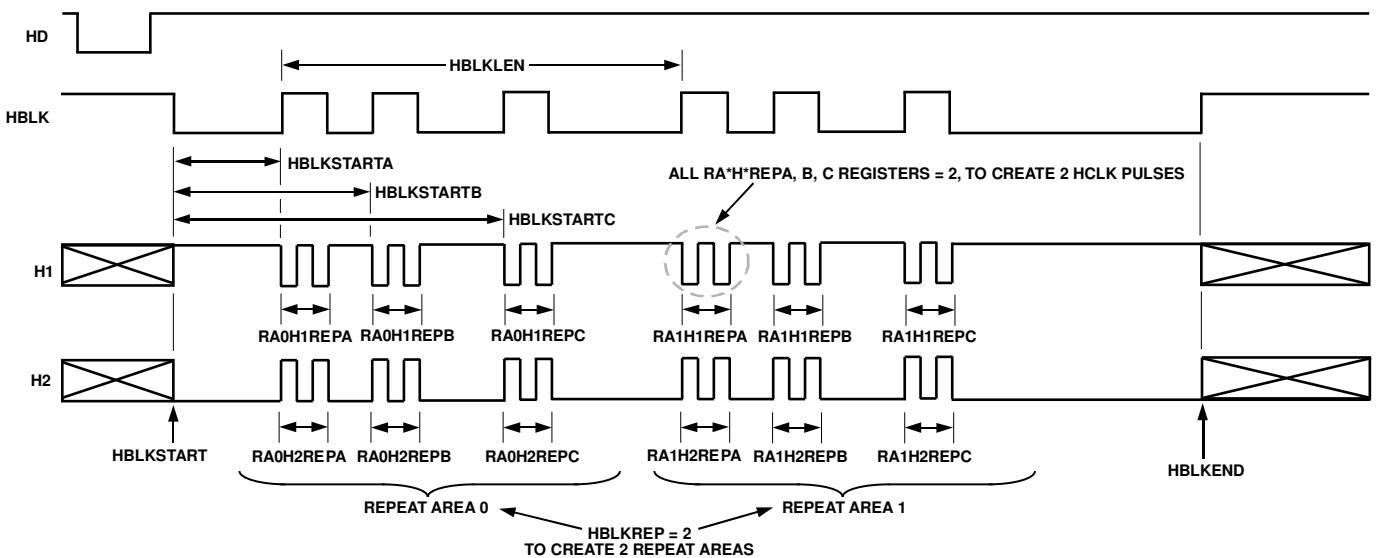 HD
HBLKLEN
HBLK
HBLKSTARTA
ALL RA*H*REPA, B, C REGISTERS = 2, TO CREATE 2 HCLK PULSES
HBLKSTARTB
HBLKSTARTC
H1
RA0H1REPA RA0H1REPB RA0H1REPC RA1H1REPA RA1H1REPB RA1H1REPC
H2
HBLKSTART RA0H2REPA RA0H2REPB RA0H2REPC RA1H2REPA RA1H2REPB RA1H2REPC HBLKEND
REPEAT AREA 0 REPEAT AREA 1
HBLKREP = 2
TO CREATE 2 REPEAT AREAS